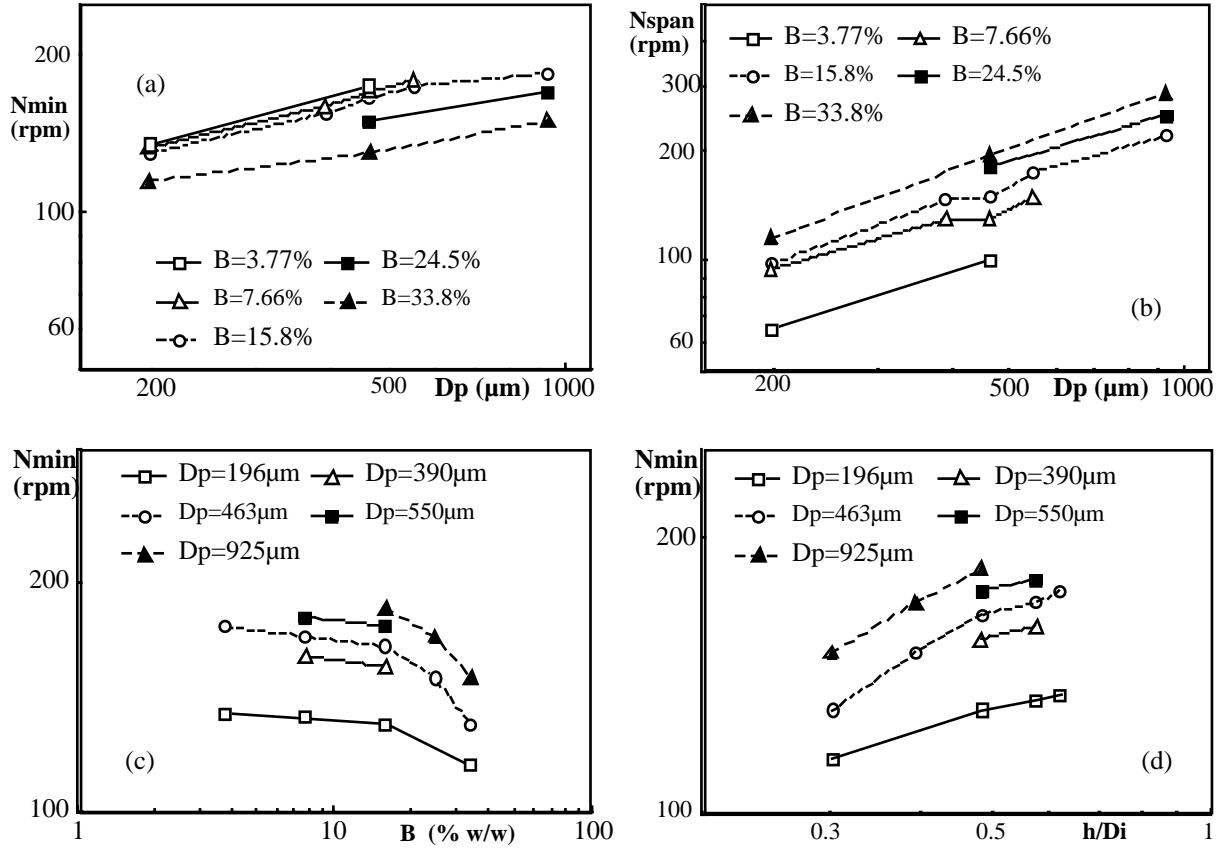 200
(a)
Nmin
(rpm)
100
B=3.77% B=24.5%
B=7.66% B=33.8%
B=15.8%
60
200 500 Dp (µm) 1000
Nspan
(rpm)
B=3.77% B=7.66%
B=15.8% B=24.5%
B=33.8%
300
200
100
(b)
60
200 500 Dp (µm) 1000
Nmin
(rpm)
Dp=196µm Dp=390µm
Dp=463µm Dp=550µm
Dp=925µm
200
(c)
100
1 10 B (% w/w) 100
Nmin
(rpm)
Dp=196µm Dp=390µm
Dp=463µm Dp=550µm
Dp=925µm
200
(d)
100
0.3 0.5 h/Di 1